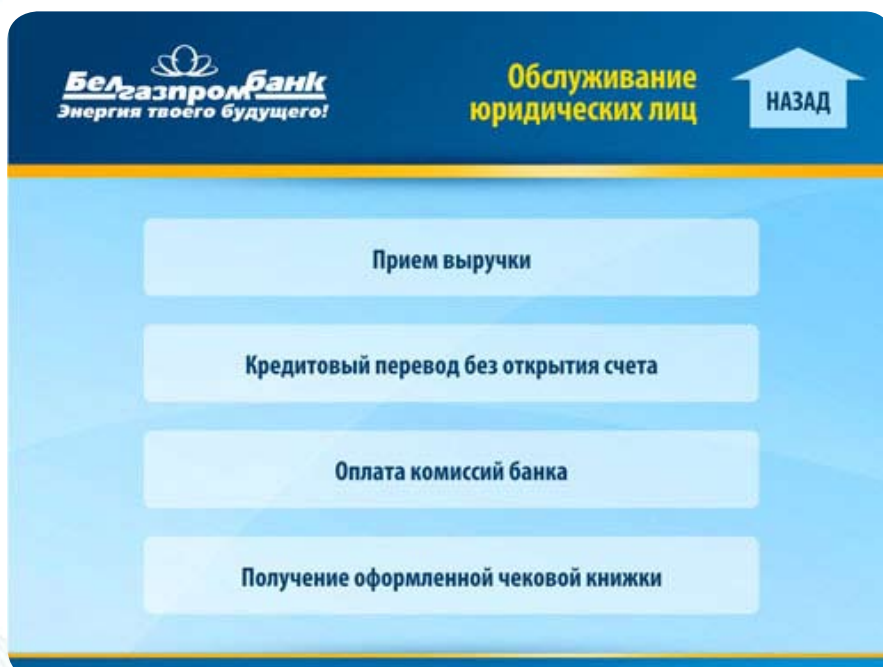 Белгазпромбанк
Энергия твоего будущего!
Обслуживание
юридических лиц
НАЗАД
Прием выручки
Кредитовый перевод без открытия счета
Оплата комиссий банка
Получение оформленной чековой книжки